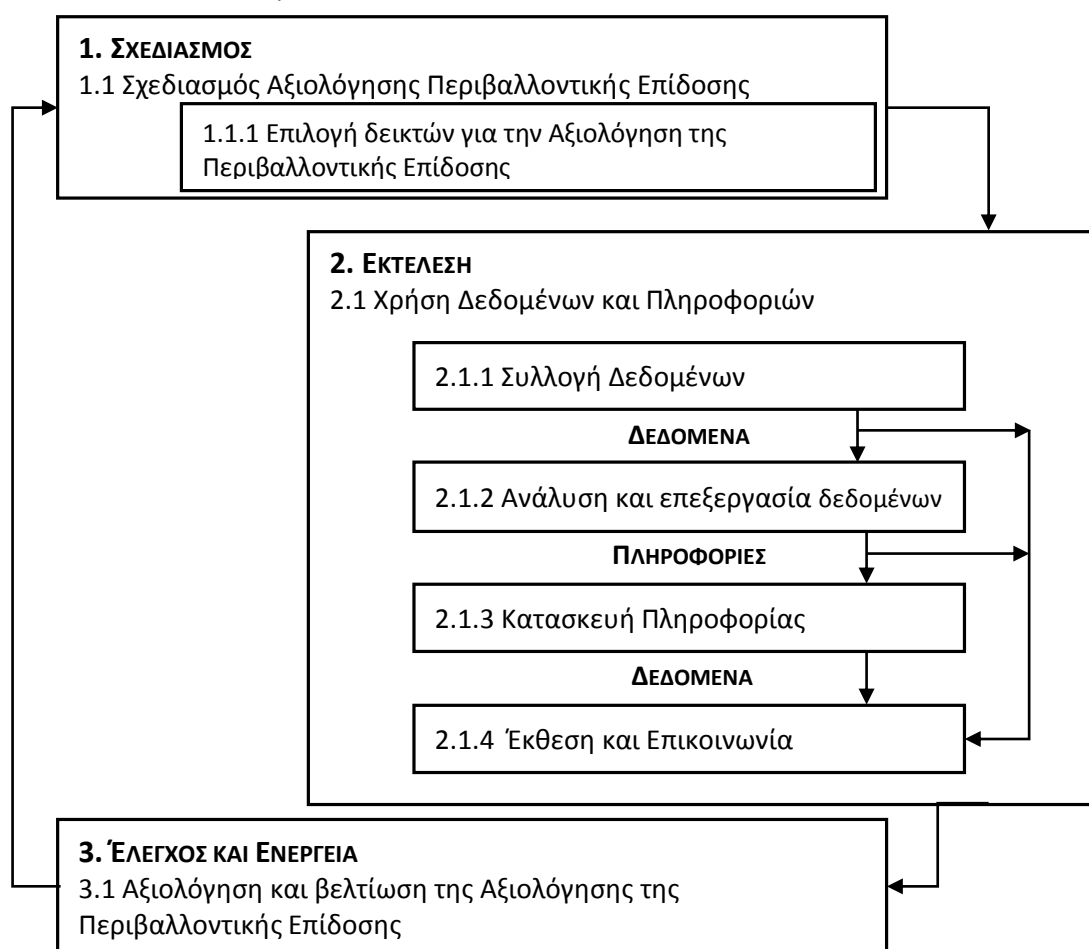 1. ΣΧΕΔΙΑΣΜΟΣ
1.1 Σχεδιασμός Αξιολόγησης Περιβαλλοντικής Επίδοσης
1.1.1 Επιλογή δεικτών για την Αξιολόγηση της
Περιβαλλοντικής Επίδοσης
2. ΕΚΤΕΛΕΣΗ
2.1 Χρήση Δεδομένων και Πληροφοριών
2.1.1 Συλλογή Δεδομένων
ΔΕΔΟΜΕΝΑ
2.1.2 Ανάλυση και επεξεργασία δεδομένων
ΠΛΗΡΟΦΟΡΙΕΣ
2.1.3 Κατασκευή Πληροφορίας
ΔΕΔΟΜΕΝΑ
2.1.4 Έκθεση και Επικοινωνία
3. ΈΛΕΓΧΟΣ ΚΑΙ ΕΝΕΡΓΕΙΑ
3.1 Αξιολόγηση και βελτίωση της Αξιολόγησης της
Περιβαλλοντικής Επίδοσης